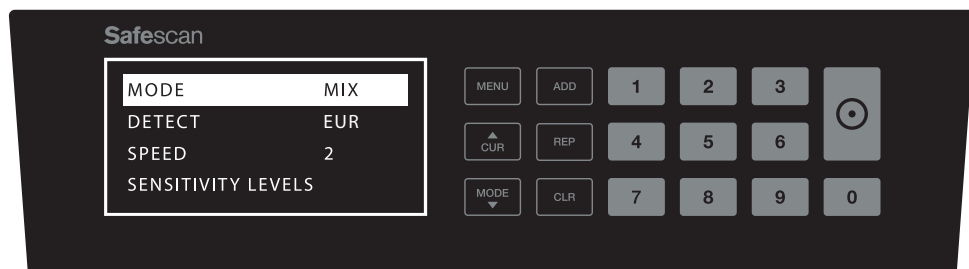 Safescan
MODE MIX
DETECT EUR
SPEED 2
SENSITIVITY LEVELS
MENU ADD 1 2 3
CUR REP 4 5 6
MODE CLR 7 8 9 0